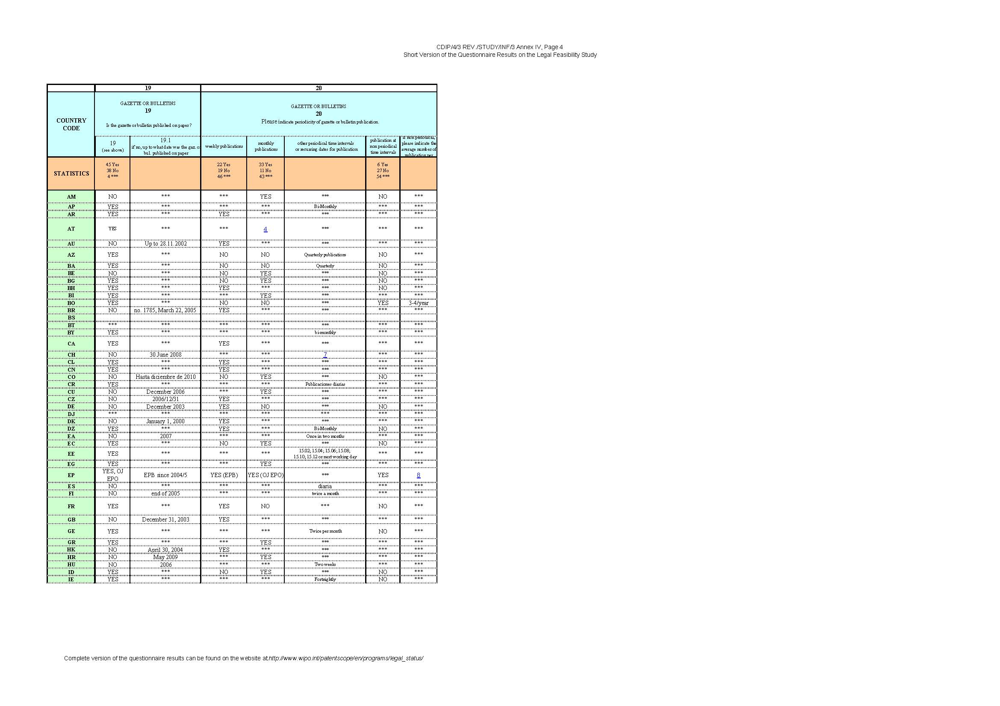 CDIP/4/3 REV./STUDY/INF/3 Annex IV, Page 4
Short Version of the Questionnaire Results on the Legal Feasibility Study
19 20
COUNTRY CODE
GAZETTE OR BULLETINS
19
Is the gazette or bulletin published on paper?
GAZETTE OR BULLETINS
20
Please indicate periodicity of gazette or bulletin publication.
19
(see above)
19.1
if no, up to what date was the gaz. or
bul. published on paper
weekly publications
monthly
publications
other periodical time intervals
or recurring dates for publication
publication at
non periodical
time intervals
if non periodical,
please indicate the
average number of
publication per
STATISTICS
45 Yes
38 No
4 ***
22 Yes
19 No
46 ***
33 Yes
11 No
43 ***
6 Yes
27 No
54 ***
AM NO *** *** YES *** NO ***
AP YES *** *** *** Bi-Monthly *** ***
AR YES *** YES *** *** *** ***
AT YES *** *** 4 *** *** ***
AU NO Up to 28.11.2002 YES *** *** *** ***
AZ YES *** NO NO Quarterly publications NO ***
BA YES *** NO NO Quarterly NO ***
BE NO *** NO YES *** NO ***
BG YES *** NO YES *** NO ***
BH YES *** YES *** *** NO ***
BI YES *** *** YES *** *** ***
BO YES *** NO NO *** YES 3-4/year
BR NO no. 1785, March 22, 2005 YES *** *** *** ***
BS
BT *** *** *** *** *** *** ***
BY YES *** *** *** bi-monthly *** ***
CA YES *** YES *** *** *** ***
CH NO 30 June 2008 *** *** 7 *** ***
CL YES *** YES *** *** *** ***
CN YES *** YES *** *** *** ***
CO NO Hasta diciembre de 2010 NO YES *** NO ***
CR YES *** *** *** Publicaciones diarias *** ***
CU NO December 2006 *** YES *** *** ***
CZ NO 2006/12/31 YES *** *** *** ***
DE NO December 2003 YES NO *** NO ***
DJ *** *** *** *** *** *** ***
DK NO January 1, 2000 YES *** *** *** ***
DZ YES *** YES *** Bi-Monthly NO ***
EA NO 2007 *** *** Once in two months *** ***
EC YES *** NO YES *** NO ***
EE YES *** *** *** 15.02; 15.04; 15.06; 15.08;
15.10; 15.12 or next working day *** ***
EG YES *** *** YES *** *** ***
EP YES, OJ
EPO EPB since 2004/5 YES (EPB) YES (OJ EPO) *** YES 8
ES NO *** *** *** diaria *** ***
FI NO end of 2005 *** *** twice a month *** ***
FR YES *** YES NO *** NO ***
GB NO December 31, 2003 YES *** *** *** ***
GE YES *** *** *** Twice per month NO ***
GR YES *** *** YES *** *** ***
HK NO April 30, 2004 YES *** *** *** ***
HR NO May 2009 *** YES *** *** ***
HU NO 2006 *** *** Two weeks *** ***
ID YES *** NO YES *** NO ***
IE YES *** *** *** Fortnightly NO ***
Complete version of the questionnaire results can be found on the website at:http://www.wipo.int/patentscope/en/programs/legal_status/